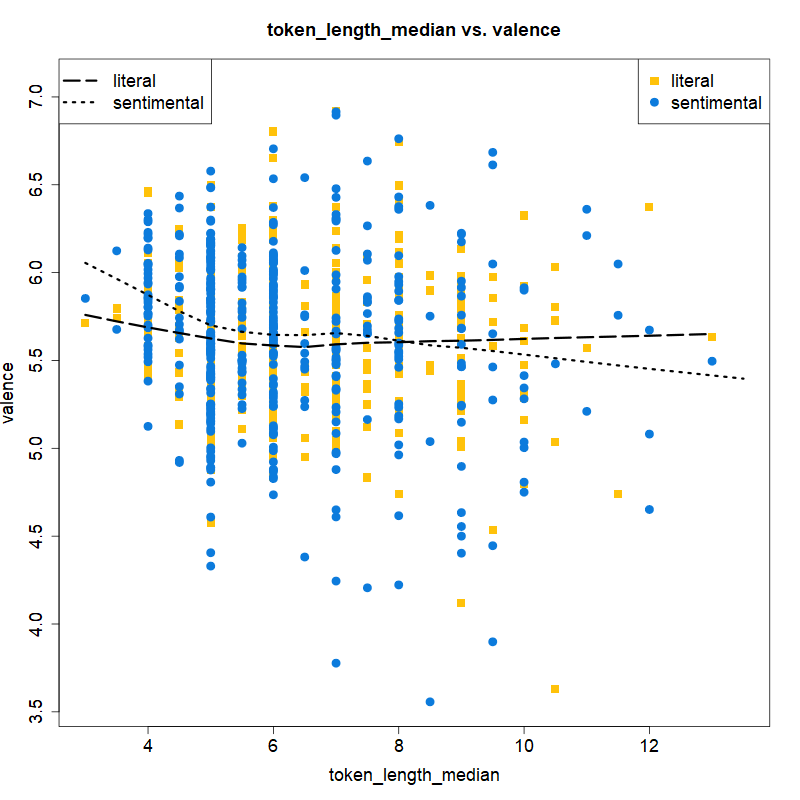 token_length_median vs. valence
literal
sentimental
literal
sentimental
7.0
6.5
6.0
5.5
5.0
4.5
4.0
3.5
valence
4 6 8 10 12
token_length_median